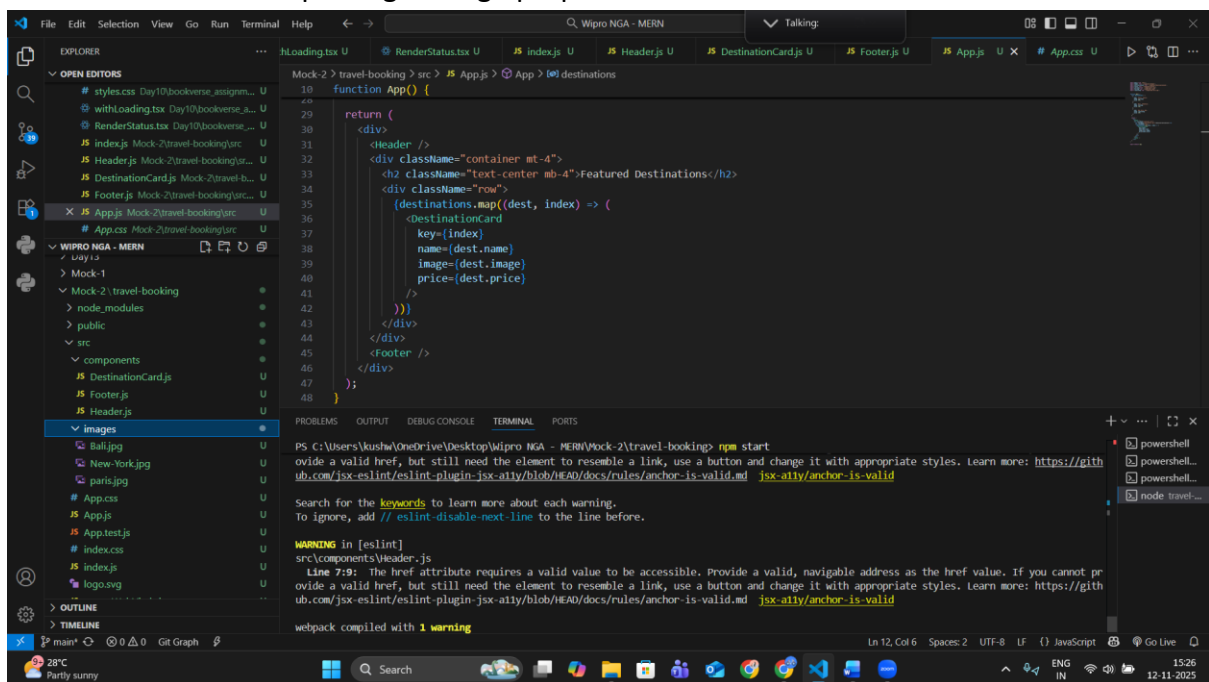 File Edit Selection View Go Run Terminal Help
Wipro NGA - MERN
Talking:
EXPLORER
hLoading.tsx U RenderStatus.tsx U JS index.js U JS Header.js U JS DestinationCard.js U JS Footer.js U JS App.js U # App.css U
OPEN EDITORS
# styles.css Day10\bookverse_assignm... U
withLoading.tsx Day10\bookverse_a... U
RenderStatus.tsx Day10\bookverse_... U
JS index.js Mock-2\travel-booking\src U
JS Header.js Mock-2\travel-booking\sr... U
JS DestinationCard.js Mock-2\travel-b... U
JS Footer.js Mock-2\travel-booking\src... U
JS App.js Mock-2\travel-booking\src U
# App.css Mock-2\travel-booking\src U
WIPRO NGA - MERN
Day13
Mock-1
Mock-2\travel-booking
node_modules
public
src
components
JS DestinationCard.js U
JS Footer.js U
JS Header.js U
images
Bali.jpg U
New-York.jpg U
paris.jpg U
# App.css U
JS App.js U
JS App.test.js U
# index.css U
JS index.js U
logo.svg U
OUTLINE
TIMELINE
Mock-2 > travel-booking > src > JS App.js > App > destinations
10 function App() {
28
29 return (
30 <div>
31 <Header />
32 <div className="container mt-4">
33 <h2 className="text-center mb-4">Featured Destinations</h2>
34 <div className="row">
35 {destinations.map((dest, index) => (
36 <DestinationCard
37 key={index}
38 name={dest.name}
39 image={dest.image}
40 price={dest.price}
41 />
42 ))}
43 </div>
44 </div>
45 <Footer />
46 </div>
47 );
48 }
PROBLEMS OUTPUT DEBUG CONSOLE TERMINAL PORTS
PS C:\Users\kushw\OneDrive\Desktop\Wipro NGA - MERN\Mock-2\travel-booking> npm start
ovide a valid href, but still need the element to resemble a link, use a button and change it with appropriate styles. Learn more: https://gith
ub.com/jsx-eslint/eslint-plugin-jsx-a11y/blob/HEAD/docs/rules/anchor-is-valid.md jsx-a11y/anchor-is-valid
Search for the keywords to learn more about each warning.
To ignore, add // eslint-disable-next-line to the line before.
WARNING in [eslint]
src\components\Header.js
Line 7:9: The href attribute requires a valid value to be accessible. Provide a valid, navigable address as the href value. If you cannot pr
ovide a valid href, but still need the element to resemble a link, use a button and change it with appropriate styles. Learn more: https://gith
ub.com/jsx-eslint/eslint-plugin-jsx-a11y/blob/HEAD/docs/rules/anchor-is-valid.md jsx-a11y/anchor-is-valid
webpack compiled with 1 warning
powershell
powershell...
powershell...
node travel-...
main* 0 0 Git Graph
Ln 12, Col 6 Spaces: 2 UTF-8 LF {} JavaScript Go Live
28°C
Partly sunny
Search
ENG
IN
15:26
12-11-2025